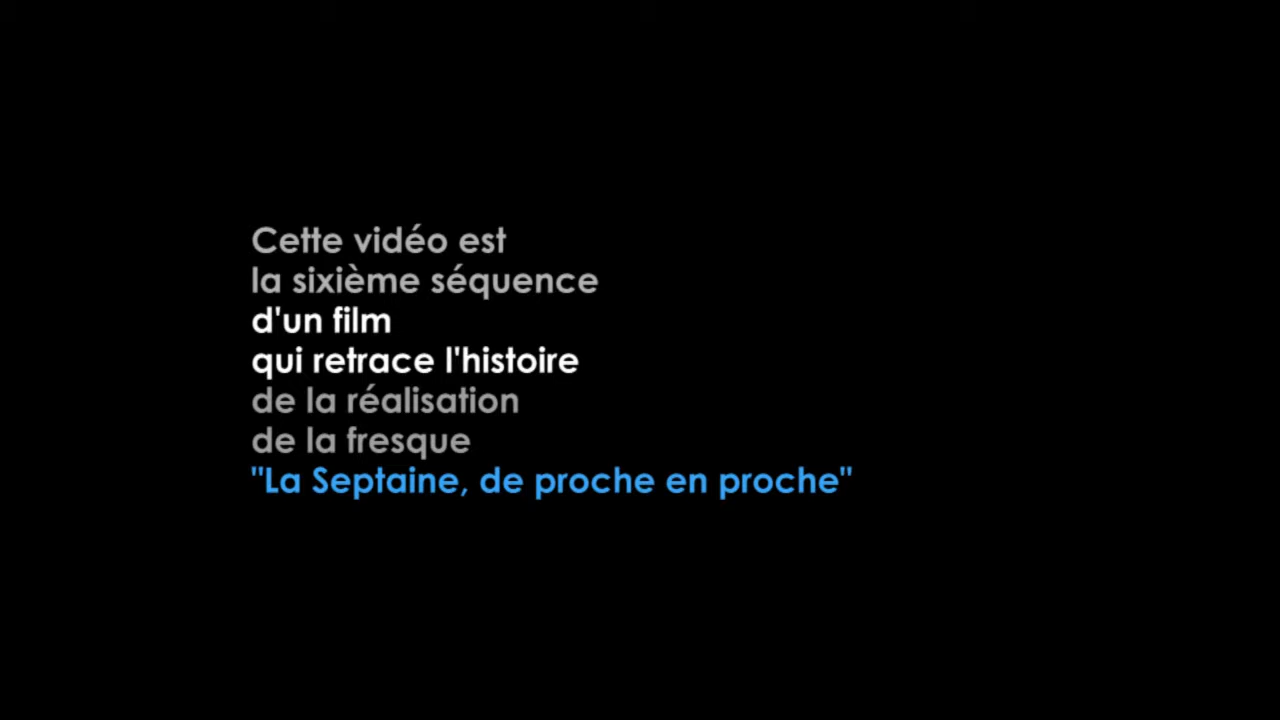 Cette vidéo est
la sixième séquence
d'un film
qui retrace l'histoire
de la réalisation
de la fresque
"La Septaine, de proche en proche"